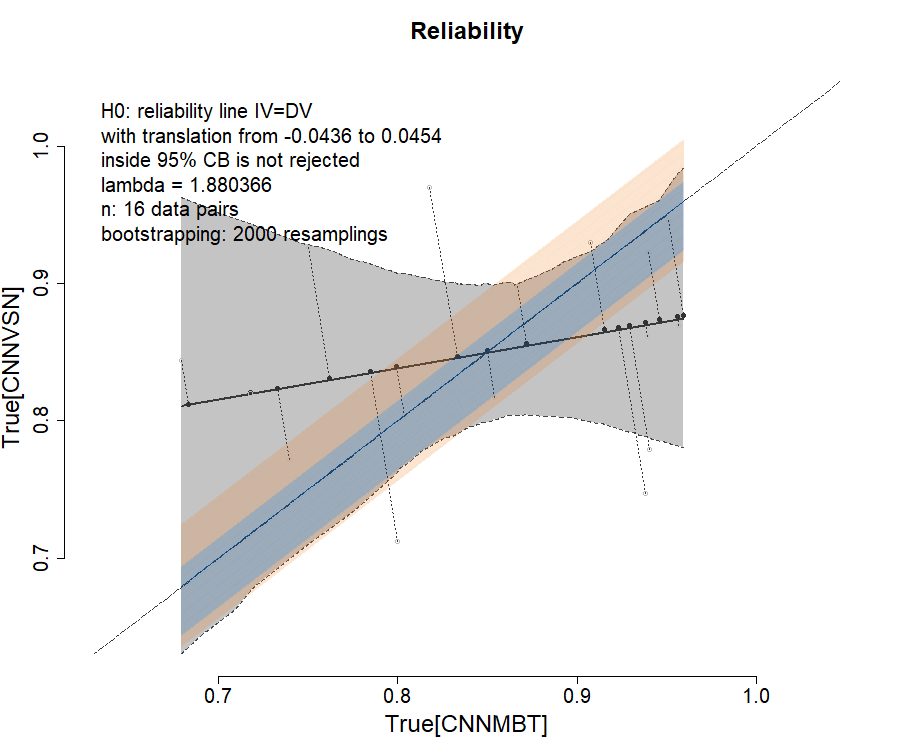 Reliability
H0: reliability line IV=DV
with translation from -0.0436 to 0.0454
inside 95% CB is not rejected
lambda = 1.880366
n: 16 data pairs
bootstrapping: 2000 resamplings
1.0
0.9
0.8
0.7
True[CNNVSN]
0.7 0.8 0.9 1.0
True[CNNMBT]